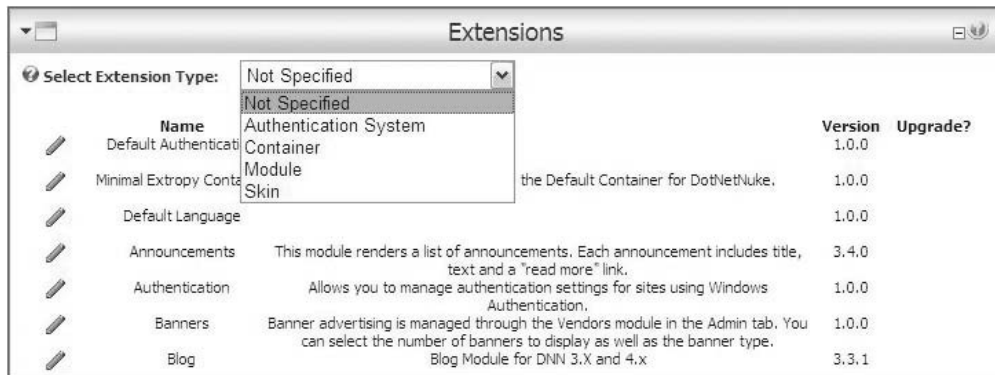 Extensions
Select Extension Type: Not Specified
Not Specified
Authentication System
Container
Module
Skin
Name Version Upgrade?
Default Authenticati 1.0.0
Minimal Extropy Conta the Default Container for DotNetNuke. 1.0.0
Default Language 1.0.0
Announcements This module renders a list of announcements. Each announcement includes title, 3.4.0
text and a "read more" link.
Authentication Allows you to manage authentication settings for sites using Windows 1.0.0
Authentication.
Banners Banner advertising is managed through the Vendors module in the Admin tab. You 1.0.0
can select the number of banners to display as well as the banner type.
Blog Blog Module for DNN 3.X and 4.x 3.3.1